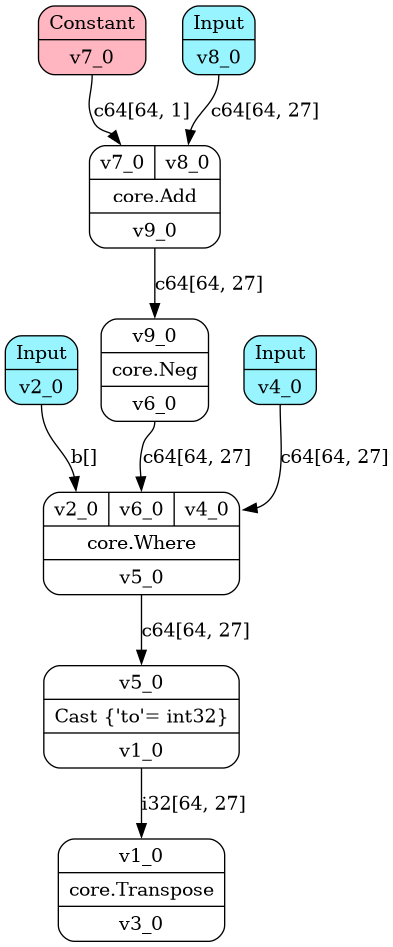 Constant
v7_0
Input
v8_0
c64[64, 1]
c64[64, 27]
v7_0 v8_0
core.Add
v9_0
c64[64, 27]
Input
v2_0
v9_0
core.Neg
v6_0
Input
v4_0
b[]
c64[64, 27]
c64[64, 27]
v2_0 v6_0 v4_0
core.Where
v5_0
c64[64, 27]
v5_0
Cast {'to'= int32}
v1_0
i32[64, 27]
v1_0
core.Transpose
v3_0